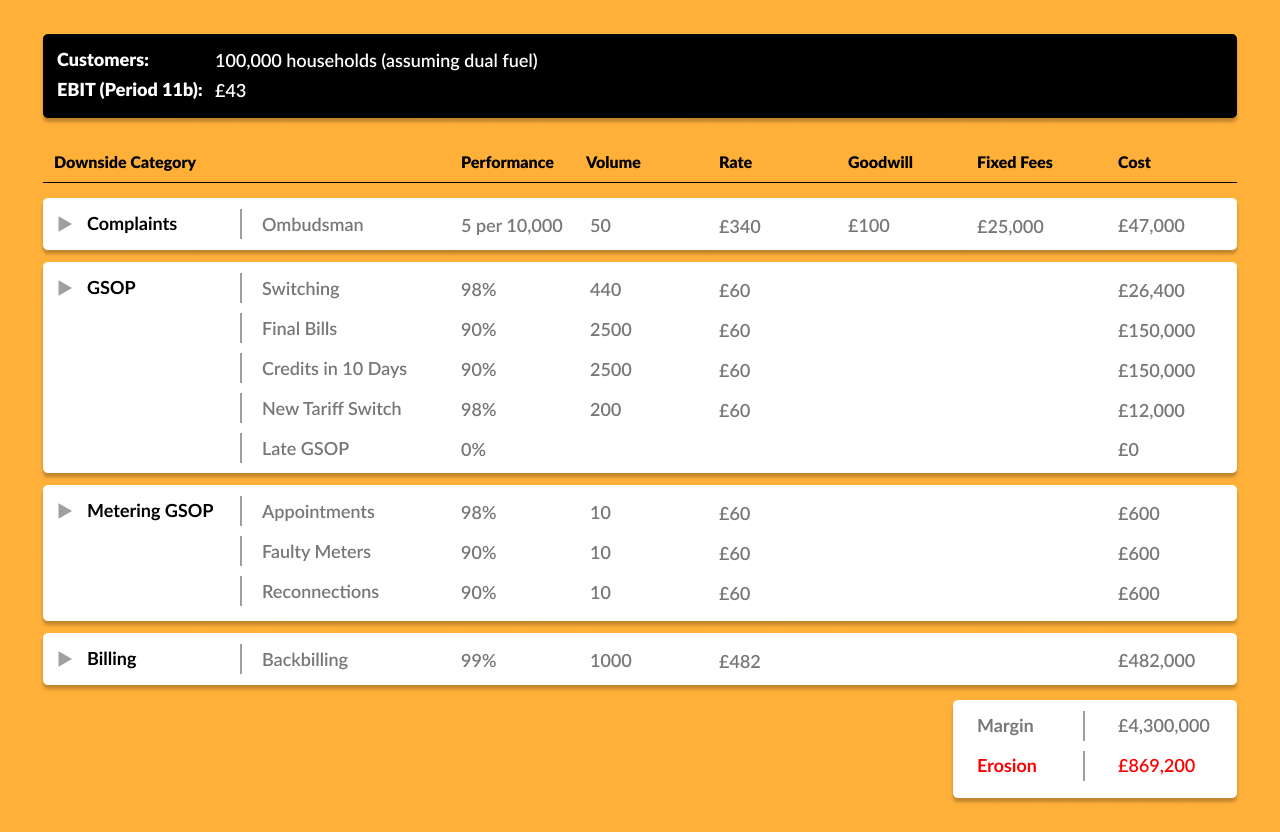 Customers: 100,000 households (assuming dual fuel)
EBIT (Period 11b): £43
Downside Category Performance Volume Rate Goodwill Fixed Fees Cost
Complaints Ombudsman 5 per 10,000 50 £340 £100 £25,000 £47,000
GSOP Switching 98% 440 £60 £26,400
Final Bills 90% 2500 £60 £150,000
Credits in 10 Days 90% 2500 £60 £150,000
New Tariff Switch 98% 200 £60 £12,000
Late GSOP 0% £0
Metering GSOP Appointments 98% 10 £60 £600
Faulty Meters 90% 10 £60 £600
Reconnections 90% 10 £60 £600
Billing Backbilling 99% 1000 £482 £482,000
Margin £4,300,000
Erosion £869,200